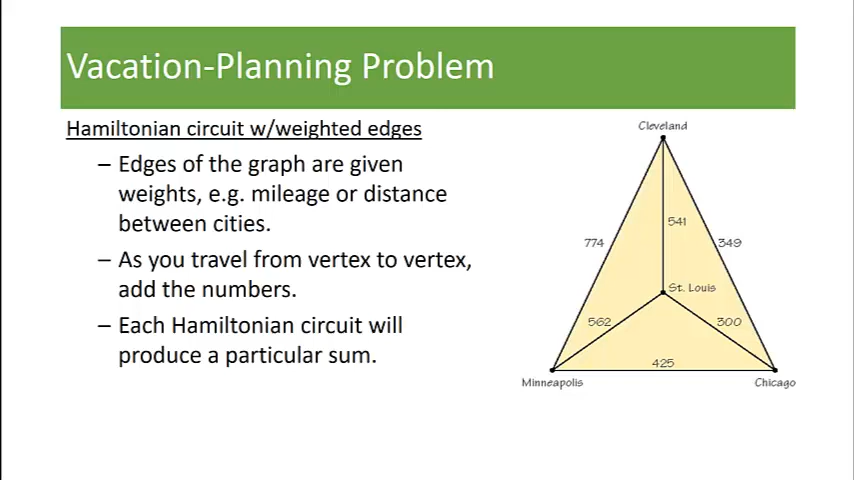 Vacation-Planning Problem
Hamiltonian circuit w/weighted edges
– Edges of the graph are given
weights, e.g. mileage or distance
between cities.
– As you travel from vertex to vertex,
add the numbers.
– Each Hamiltonian circuit will
produce a particular sum.
Cleveland
541
774
349
St. Louis
562
300
425
Minneapolis
Chicago